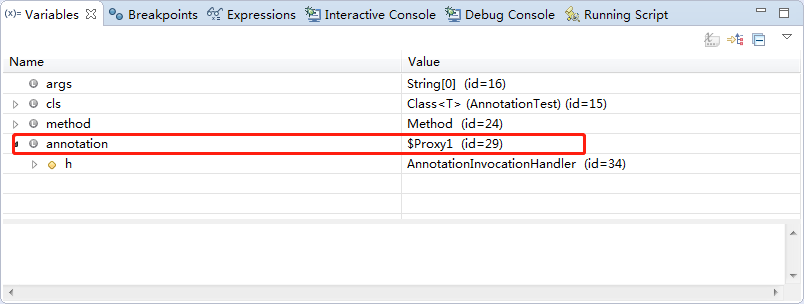 Variables Breakpoints Expressions Interactive Console Debug Console Running Script
Name Value
args String[0] (id=16)
cls Class<T> (AnnotationTest) (id=15)
method Method (id=24)
annotation $Proxy1 (id=29)
h AnnotationInvocationHandler (id=34)